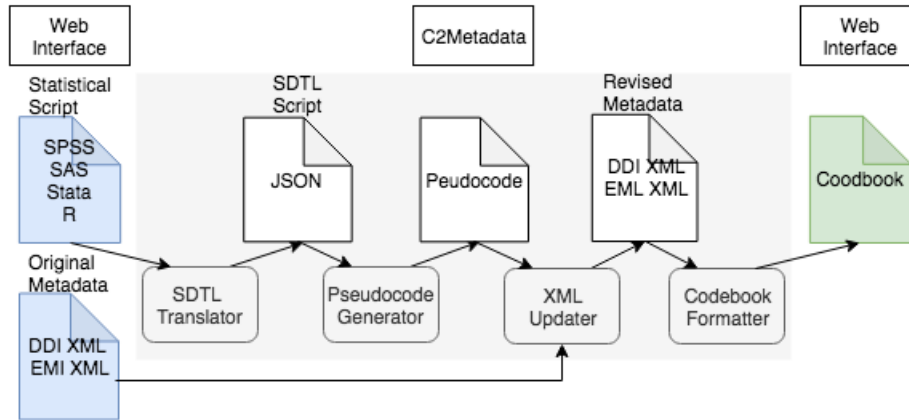 Web
Interface
C2Metadata
Web
Interface
Statistical
Script
SDTL
Script
Revised
Metadata
SPSS
SAS
Stata
R
JSON
Peudocode
DDI XML
EML XML
Coodbook
Original
Metadata
SDTL
Translator
Pseudocode
Generator
XML
Updater
Codebook
Formatter
DDI XML
EMI XML